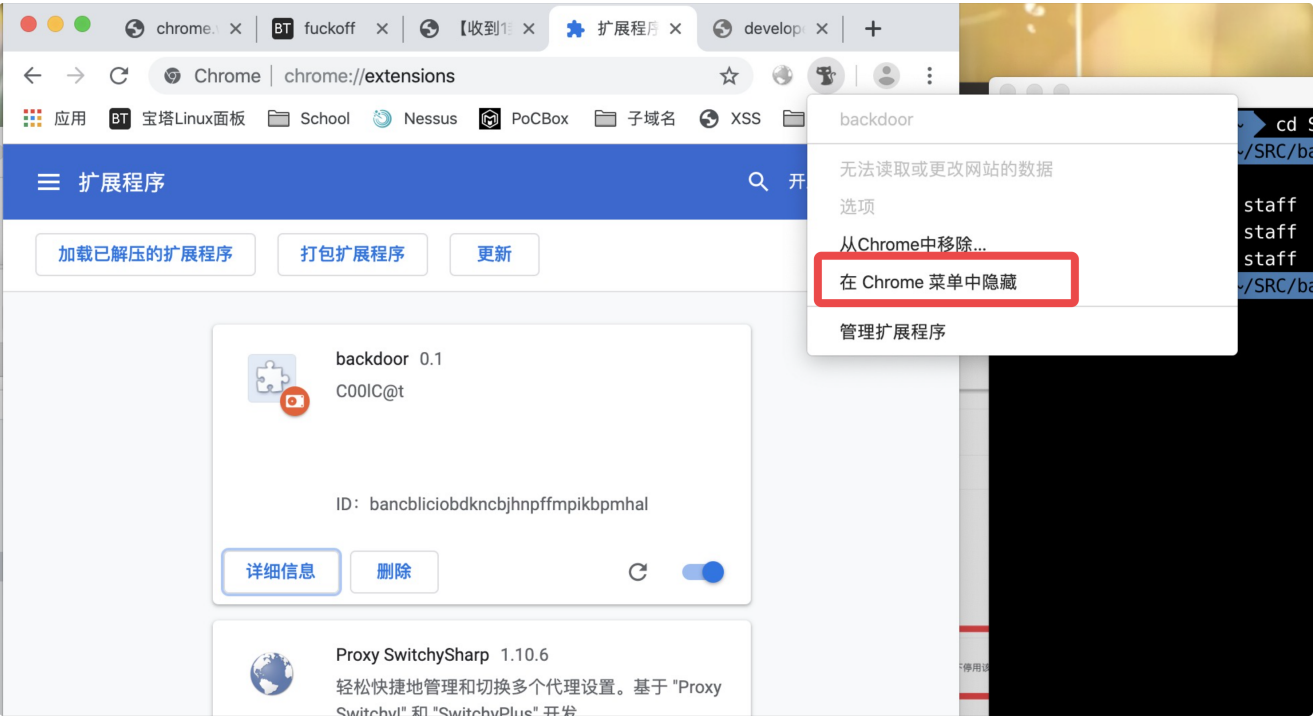 chrome.
BT fuckoff
【收到1
扩展程序
develop
Chrome chrome://extensions
应用 BT 宝塔Linux面板 School Nessus PoCBox 子域名 XSS
扩展程序
开
加载已解压的扩展程序 打包扩展程序 更新
backdoor 0.1
C00lC@t
ID: bancbliciobdkncbjhnpffmpikbpmhal
详细信息 删除
Proxy SwitchySharp 1.10.6
轻松快捷地管理和切换多个代理设置。基于 "Proxy
Switchy!" 和 "SwitchyPlus" 开发
backdoor
无法读取或更改网站的数据
选项
从Chrome中移除...
在 Chrome 菜单中隐藏
管理扩展程序
~ cd S
~/SRC/ba
staff
staff
staff
~/SRC/ba